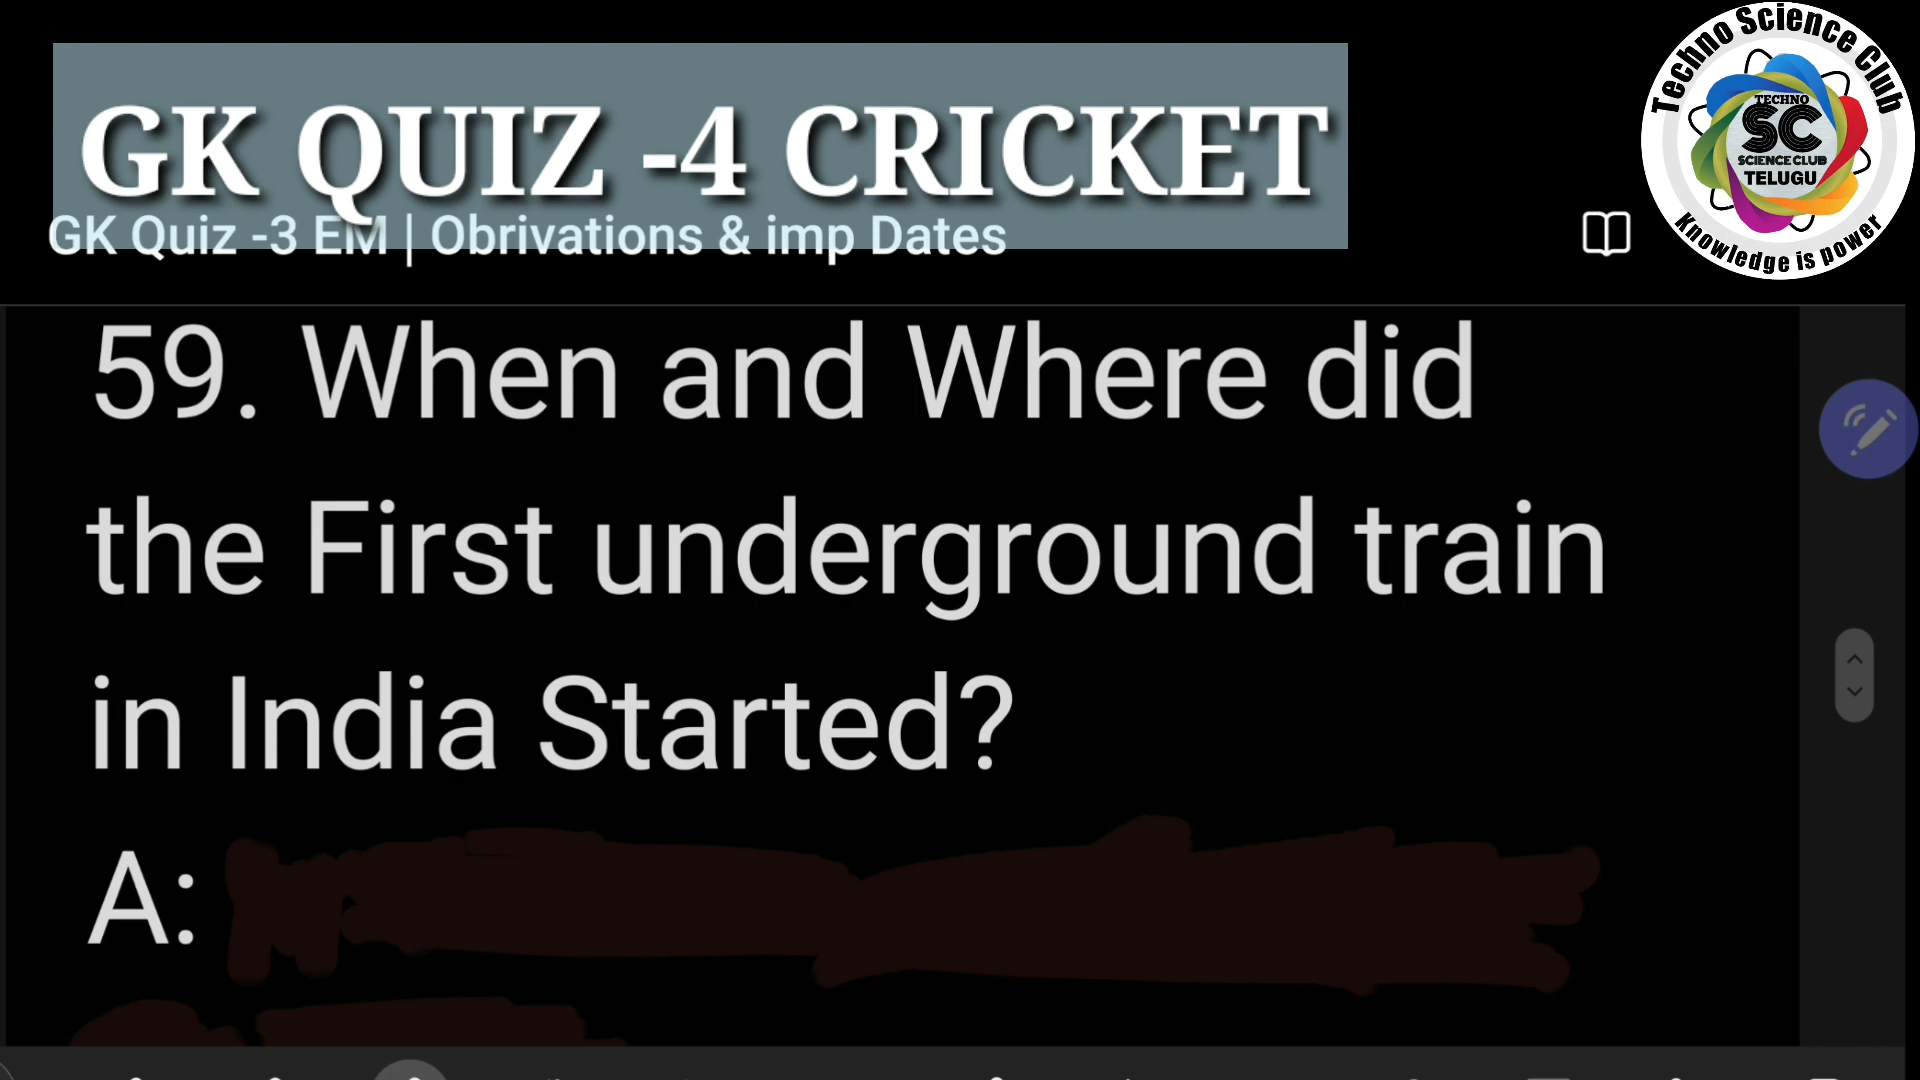 GK QUIZ -4 CRICKET
GK Quiz -3 EM | Obrivations & imp Dates
Techno Science Club
TECHNO
SC
SCIENCE CLUB
TELUGU
Knowledge is power
59. When and Where did
the First underground train
in India Started?
A: